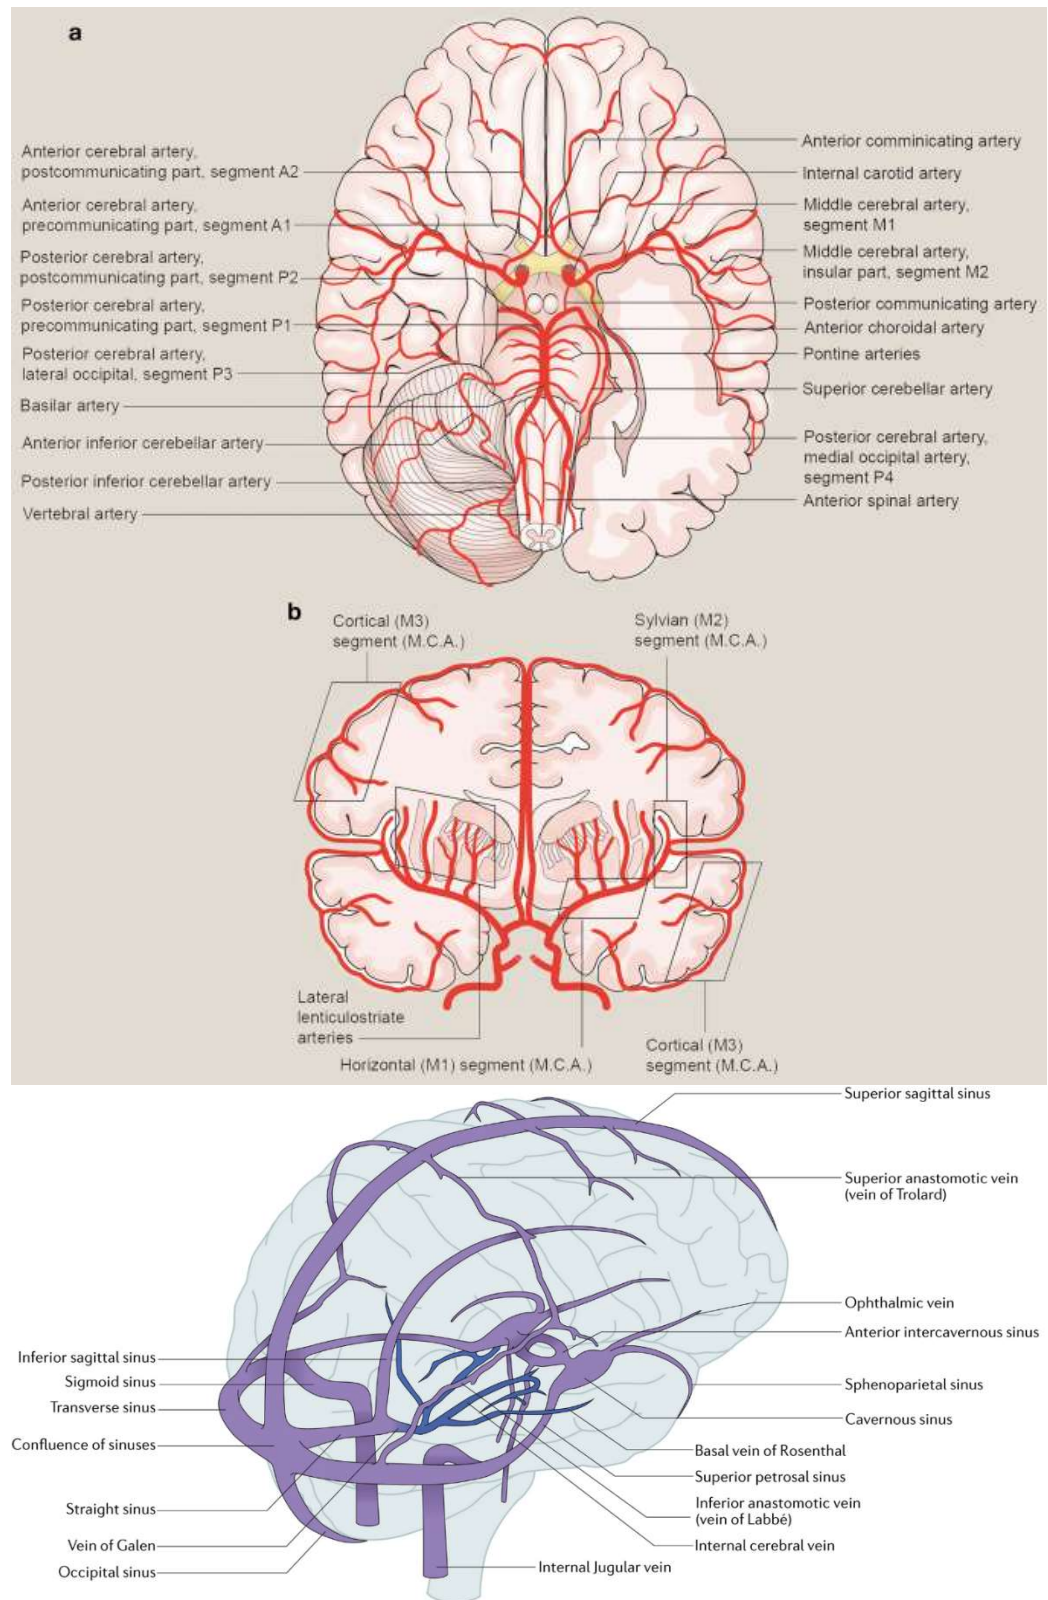 a
Anterior cerebral artery,
postcommunicating part, segment A2
Anterior cerebral artery,
precommunicating part, segment A1
Posterior cerebral artery,
postcommunicating part, segment P2
Posterior cerebral artery,
precommunicating part, segment P1
Posterior cerebral artery,
lateral occipital, segment P3
Basilar artery
Anterior inferior cerebellar artery
Posterior inferior cerebellar artery
Vertebral artery
Anterior comminicating artery
Internal carotid artery
Middle cerebral artery,
segment M1
Middle cerebral artery,
insular part, segment M2
Posterior communicating artery
Anterior choroidal artery
Pontine arteries
Superior cerebellar artery
Posterior cerebral artery,
medial occipital artery,
segment P4
Anterior spinal artery
b
Cortical (M3)
segment (M.C.A.)
Sylvian (M2)
segment (M.C.A.)
Lateral
lenticulostriate
arteries
Horizontal (M1) segment (M.C.A.)
Cortical (M3)
segment (M.C.A.)
Superior sagittal sinus
Superior anastomotic vein
(vein of Trolard)
Ophthalmic vein
Anterior intercavernous sinus
Sphenoparietal sinus
Cavernous sinus
Basal vein of Rosenthal
Superior petrosal sinus
Inferior anastomotic vein
(vein of Labbé)
Internal cerebral vein
Internal Jugular vein
Inferior sagittal sinus
Sigmoid sinus
Transverse sinus
Confluence of sinuses
Straight sinus
Vein of Galen
Occipital sinus